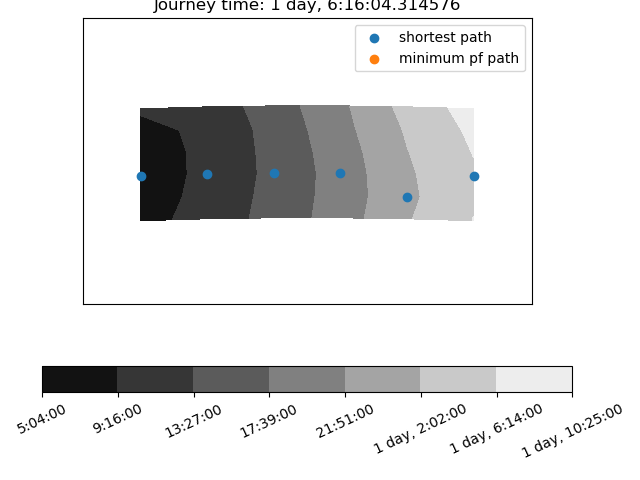 Journey time: 1 day, 6:16:04.314576
shortest path
minimum pf path
5:04:00
9:16:00
13:27:00
17:39:00
21:51:00
1 day, 2:02:00
1 day, 6:14:00
1 day, 10:25:00